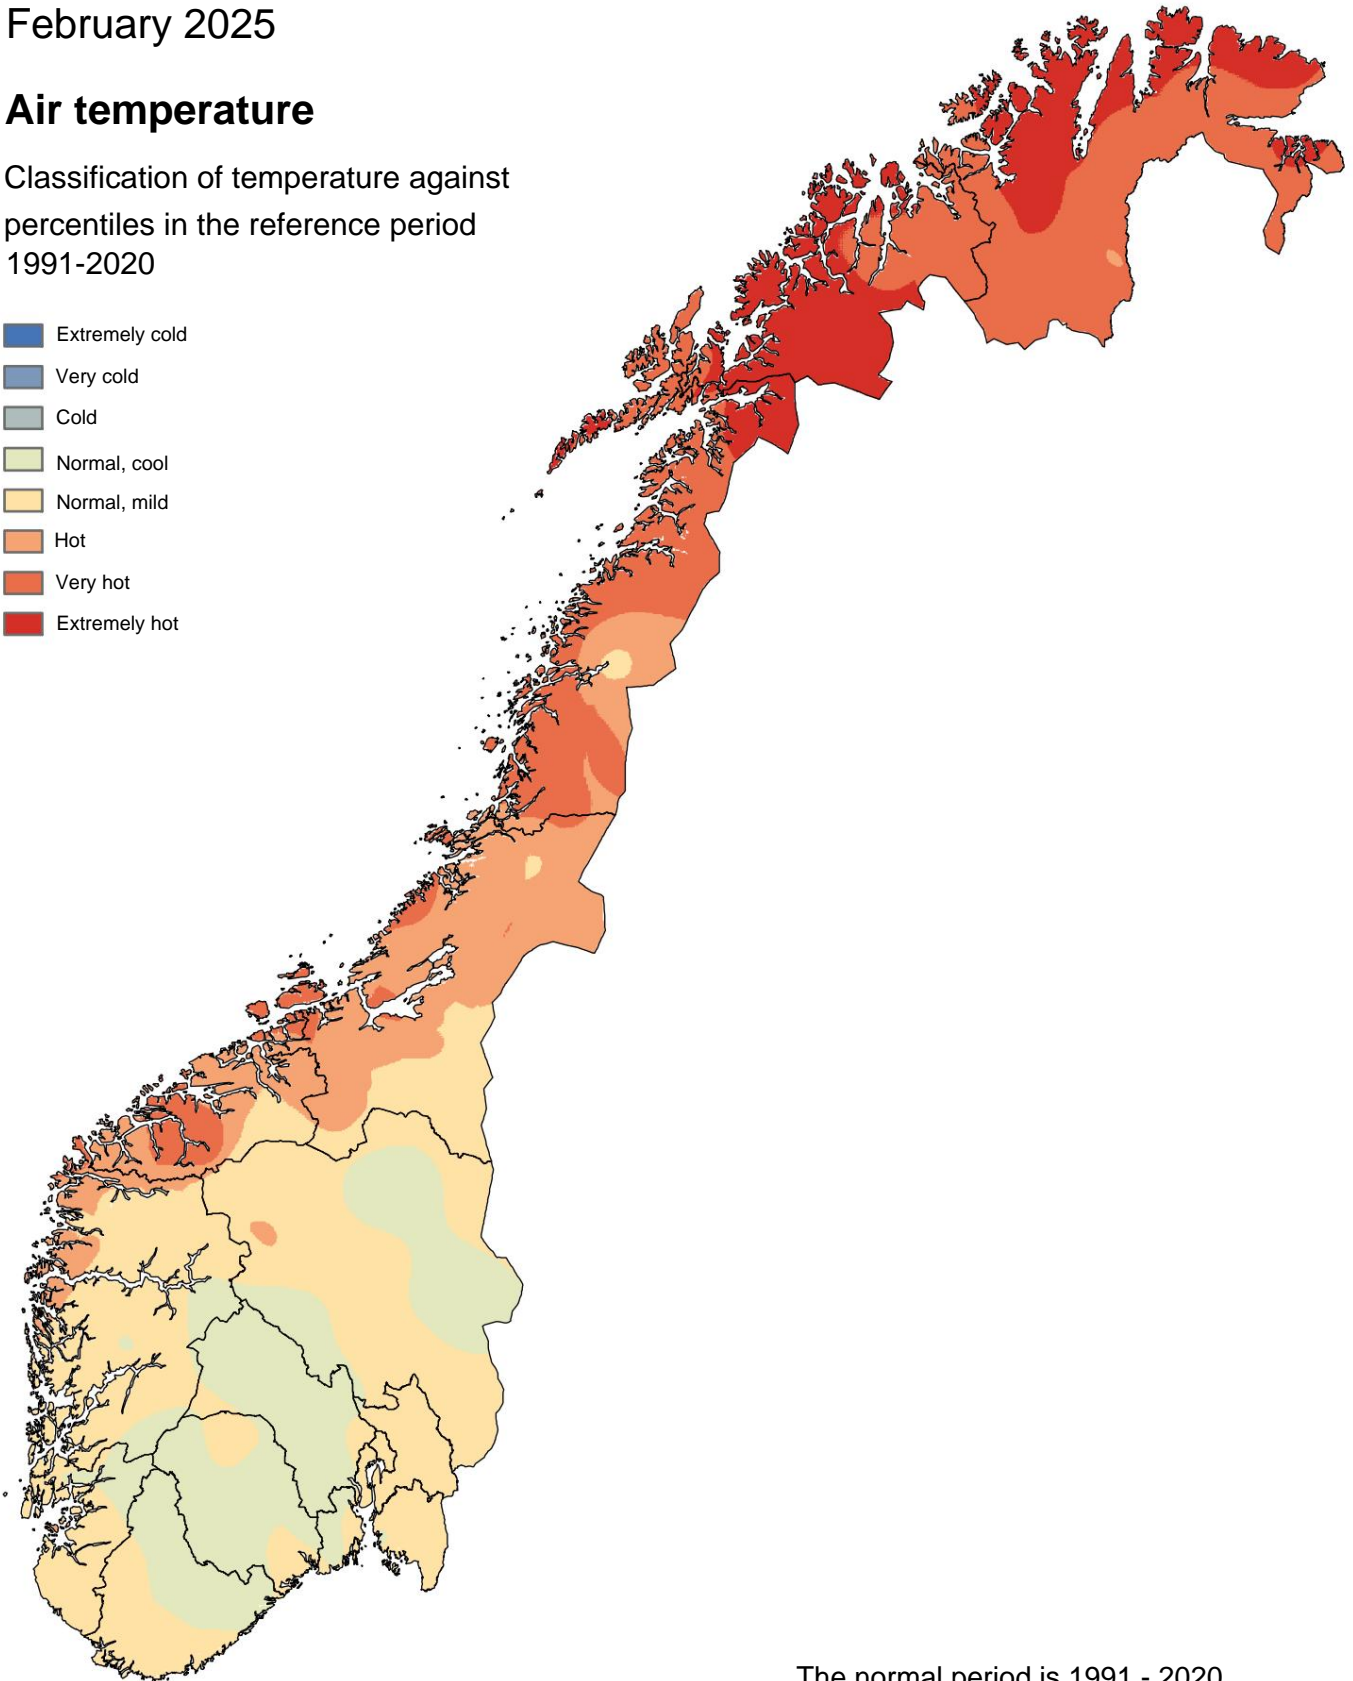 February 2025
Air temperature
Classification of temperature against
percentiles in the reference period
1991-2020
Extremely cold
Very cold
Cold
Normal, cool
Normal, mild
Hot
Very hot
Extremely hot
The normal period is 1991 - 2020